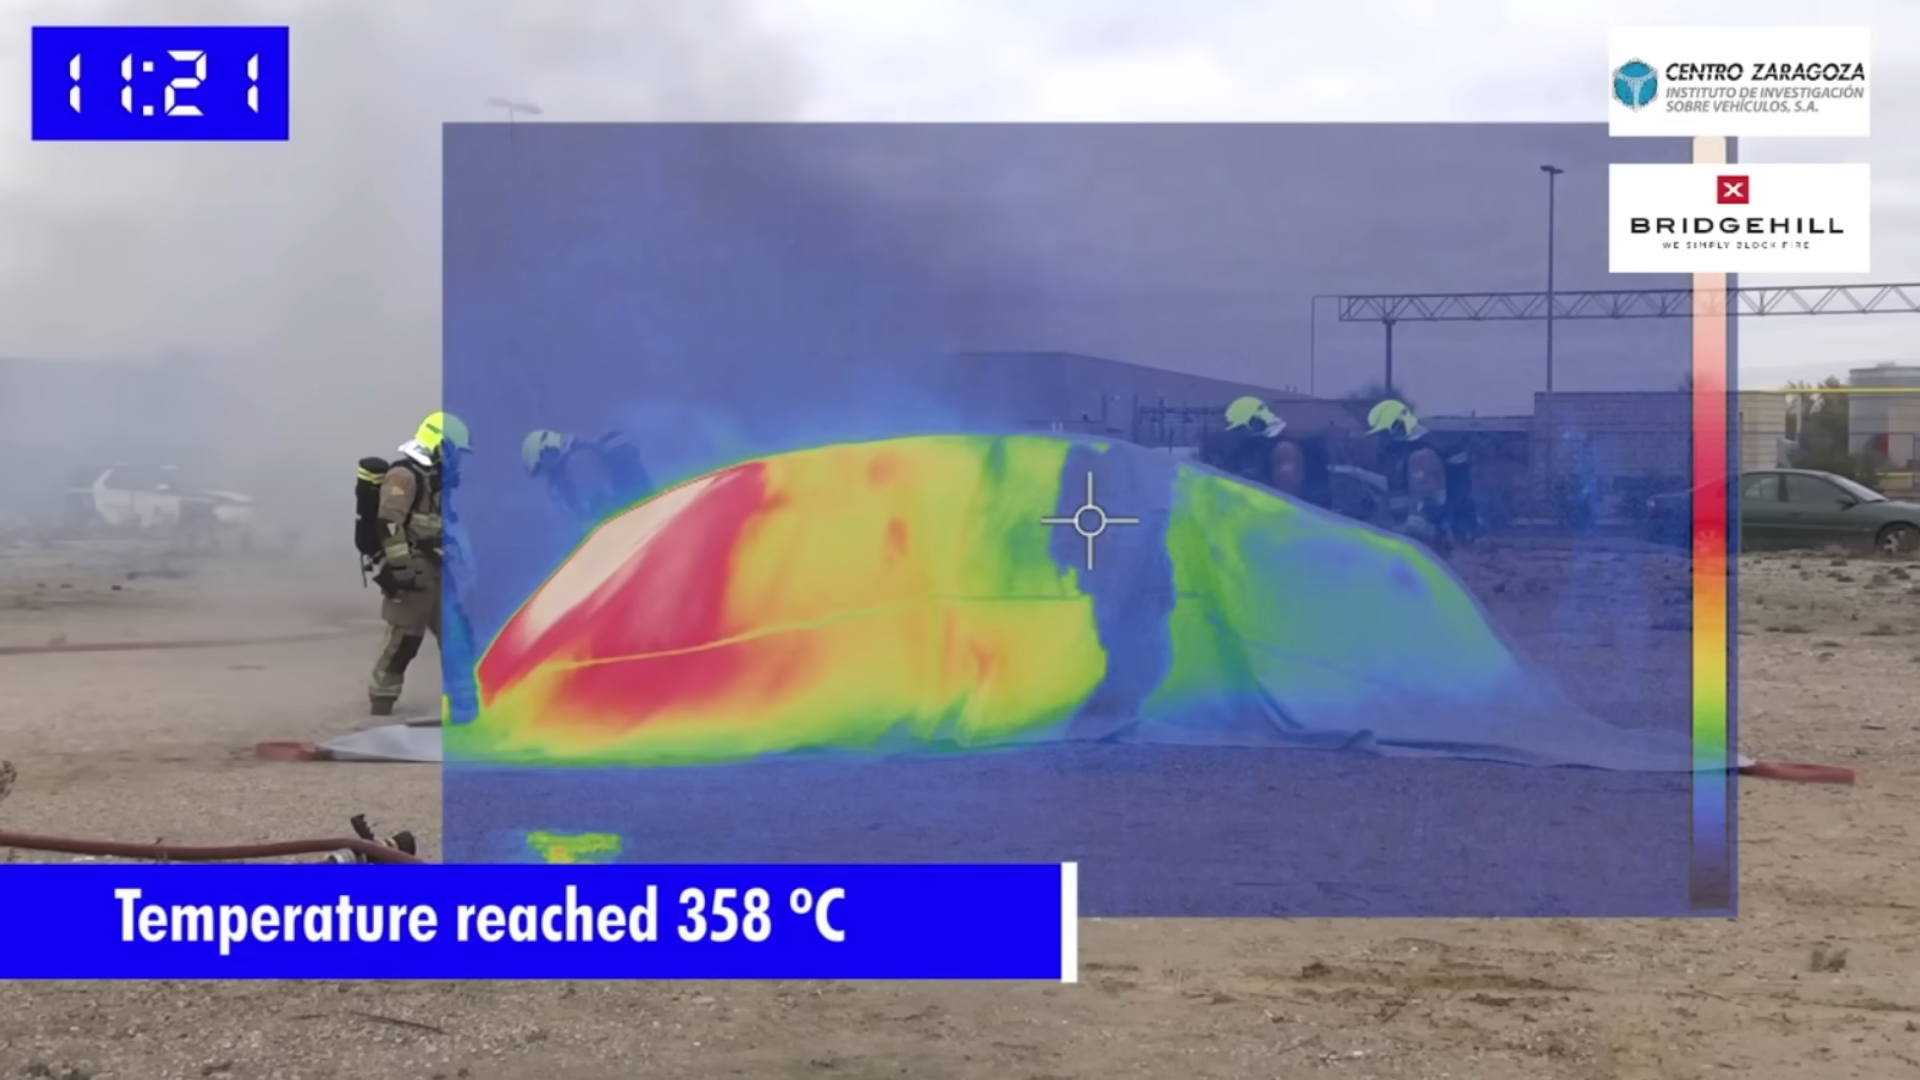 11:21
CENTRO ZARAGOZA
INSTITUTO DE INVESTIGACIÓN
SOBRE VEHÍCULOS, S.A.
BRIDGEHILL
WE SIMPLY BLOCK FIRE
Temperature reached 358 ºC